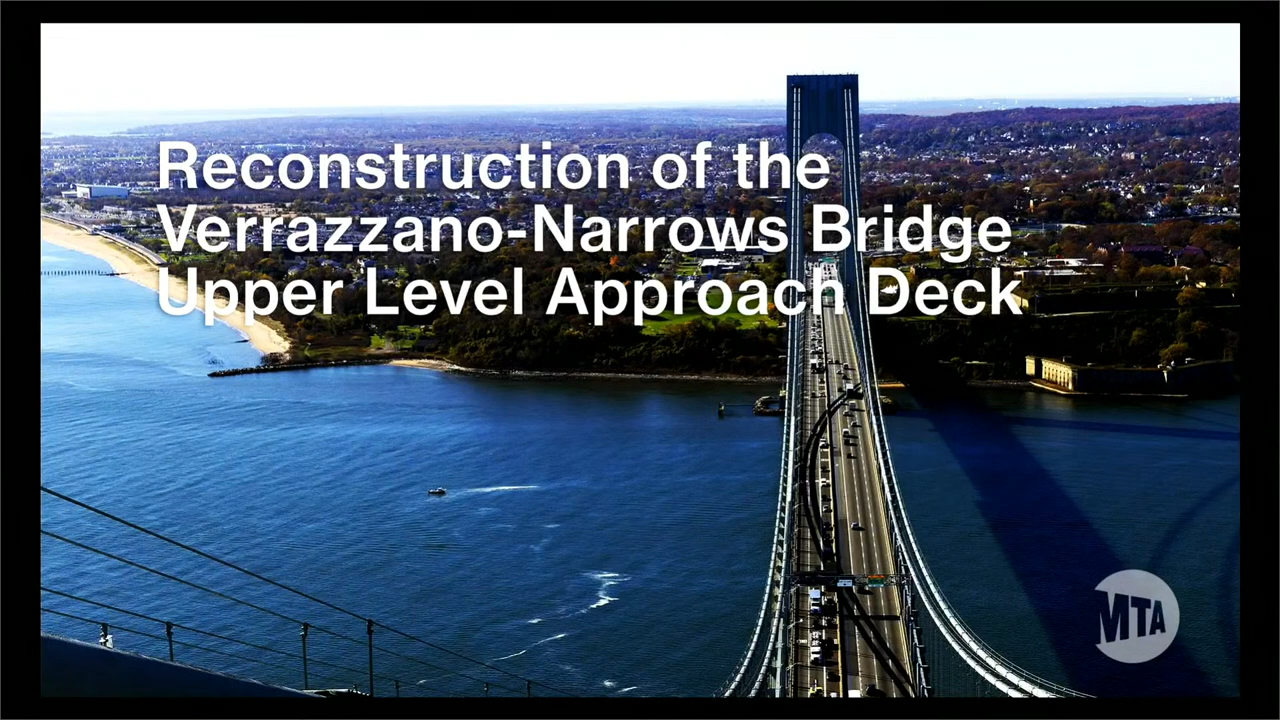 Reconstruction of the
Verrazzano-Narrows Bridge
Upper Level Approach Deck
MTA